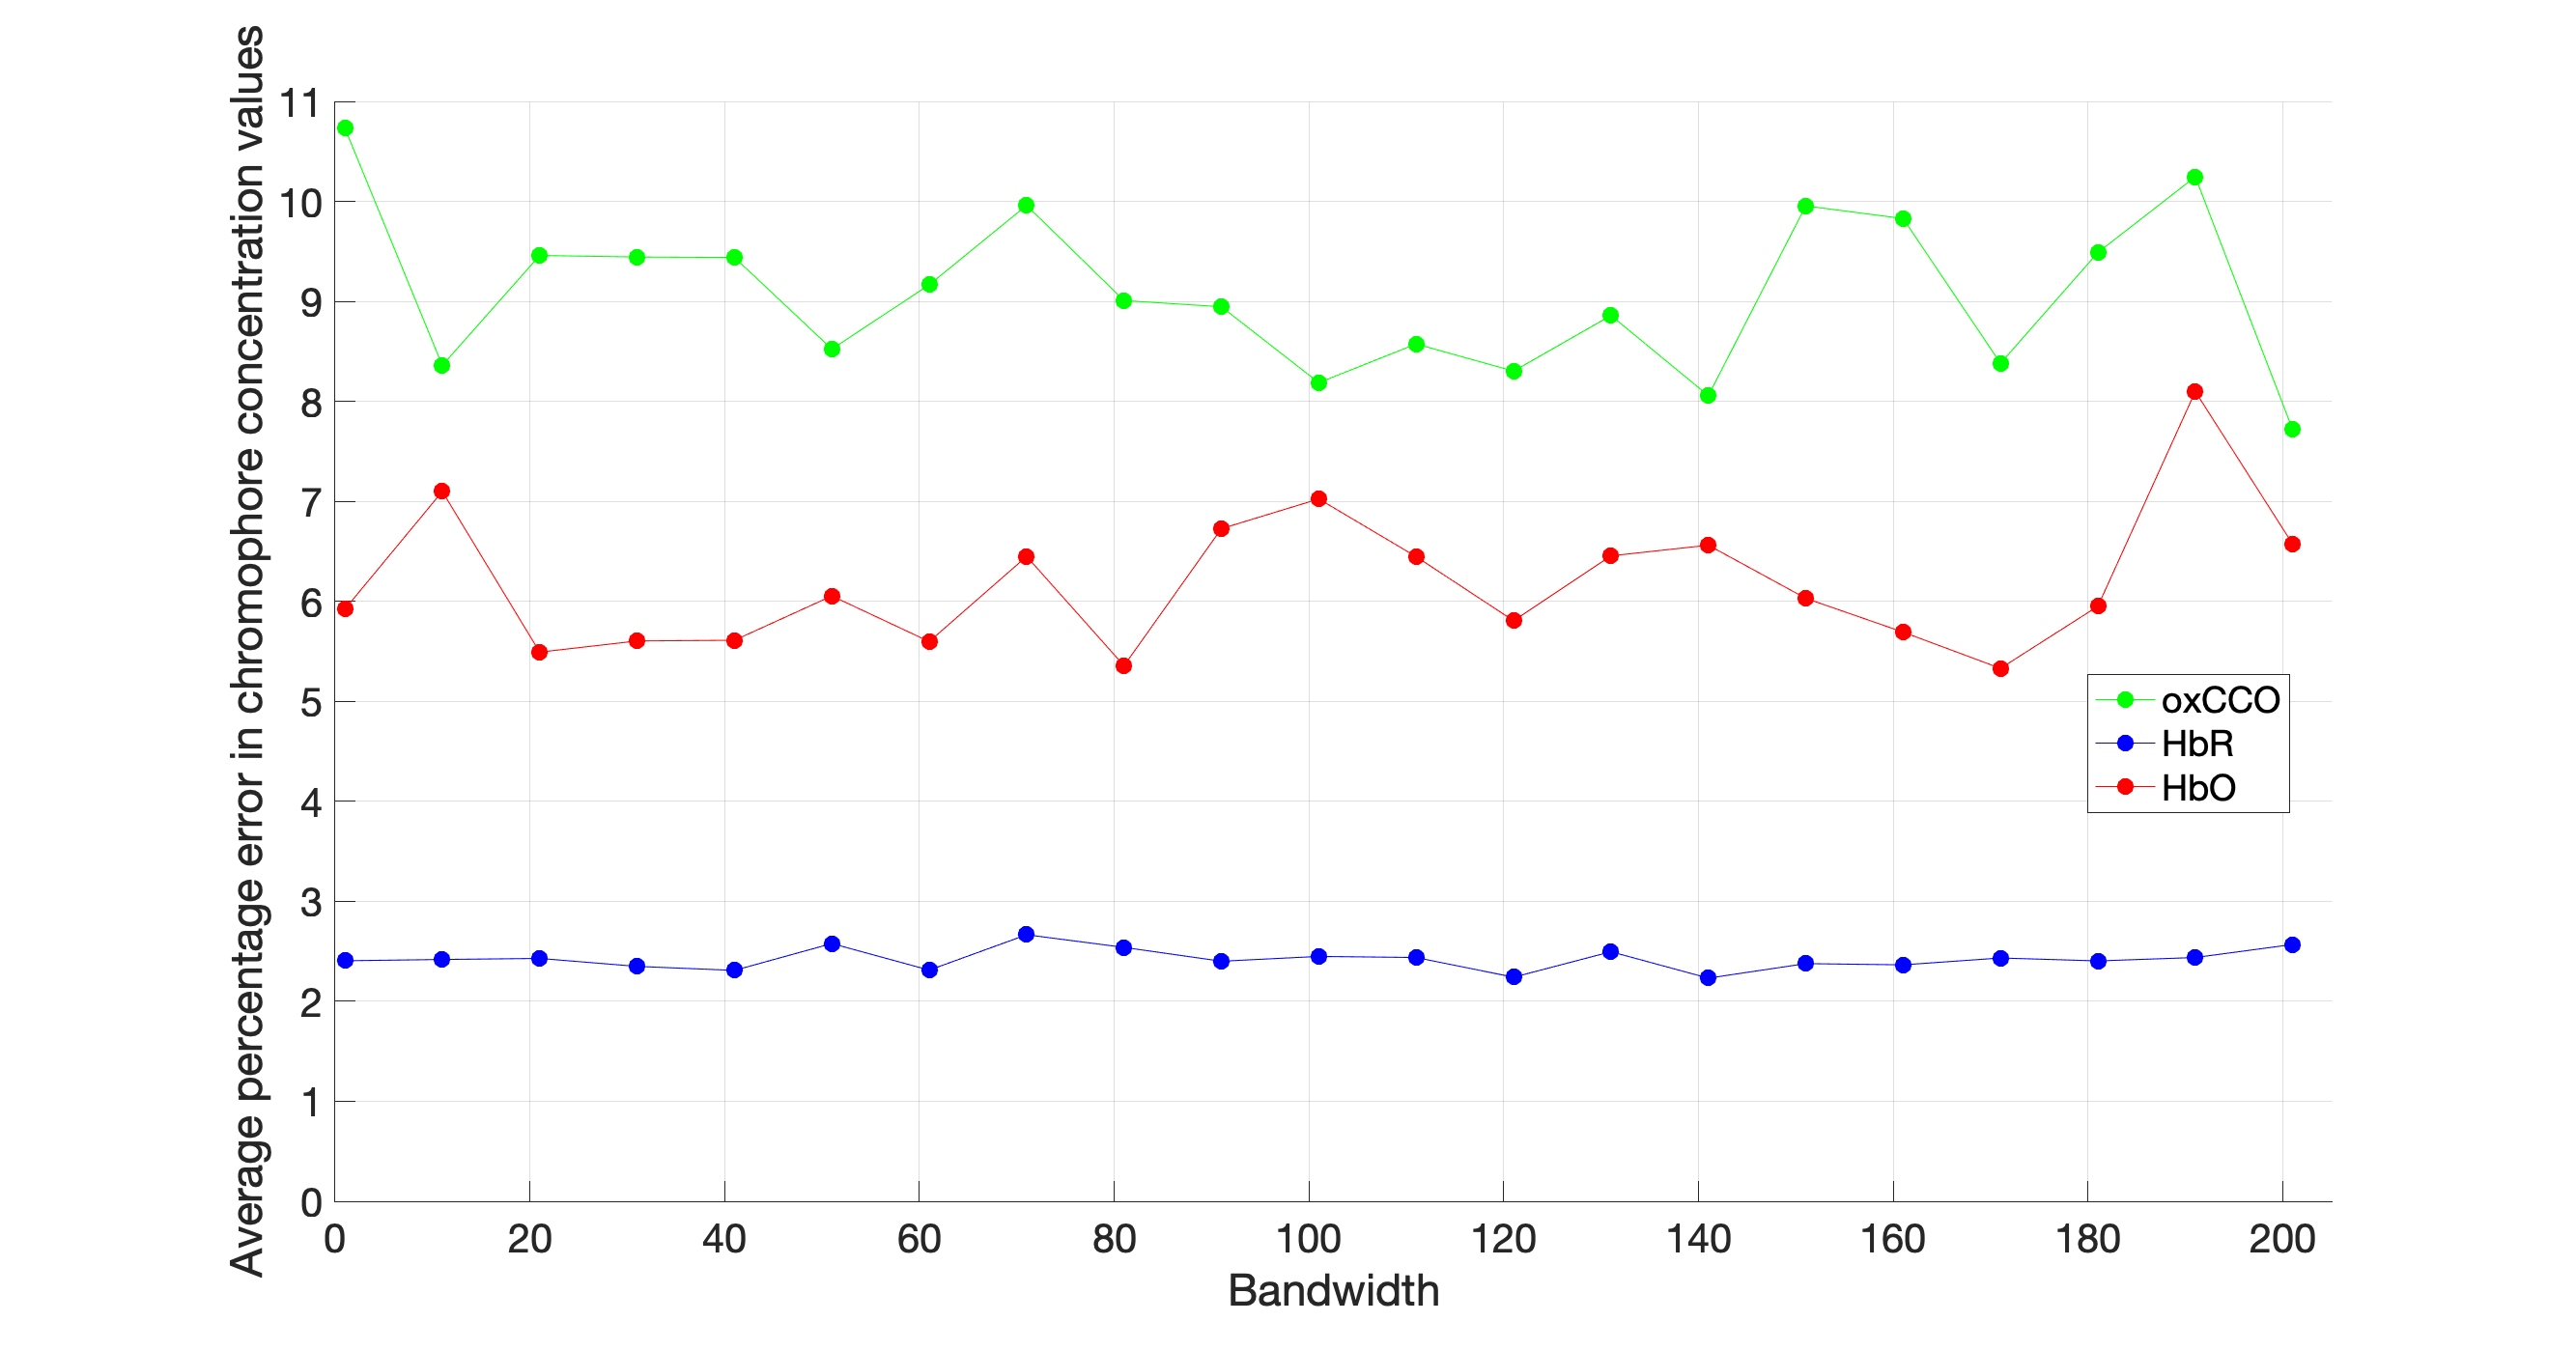 Average percentage error in chromophore concentration values
11
10
9
8
7
6
5
4
3
2
1
0
0 20 40 60 80 100 120 140 160 180 200
Bandwidth
oxCCO
HbR
HbO